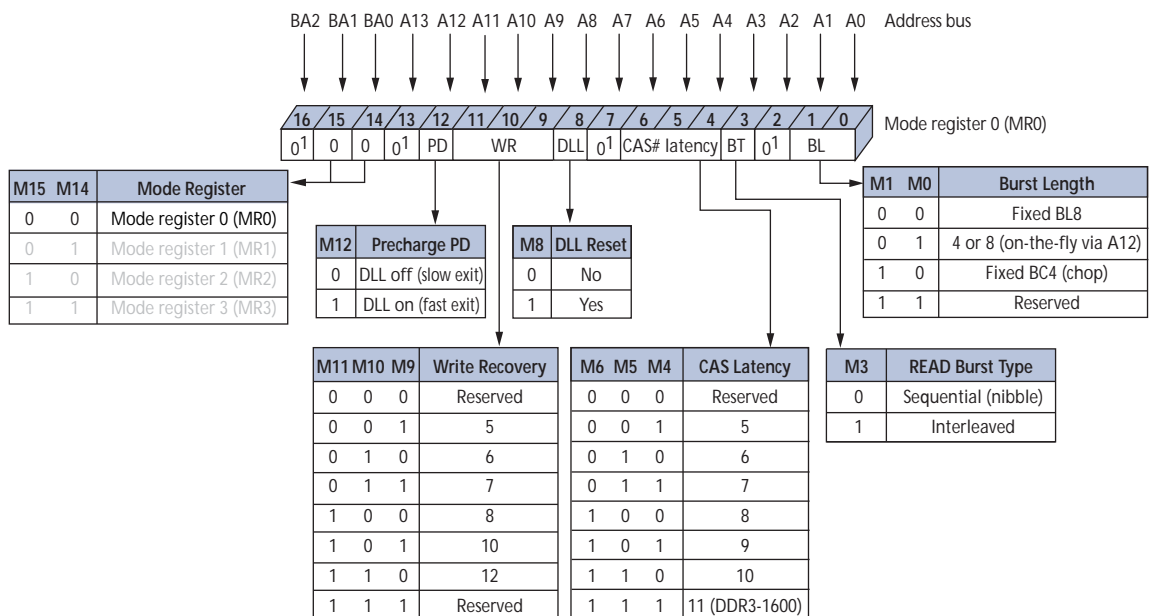 BA2 BA1 BA0 A13 A12 A11 A10 A9 A8 A7 A6 A5 A4 A3 A2 A1 A0 Address bus
16 15 14 13 12 11 10 9 8 7 6 5 4 3 2 1 0
Mode register 0 (MR0)
0¹ 0 0 0¹ PD WR DLL 0¹ CAS# latency BT 0¹ BL
M15 M14 Mode Register
0 0 Mode register 0 (MR0)
0 1 Mode register 1 (MR1)
1 0 Mode register 2 (MR2)
1 1 Mode register 3 (MR3)
M12 Precharge PD
0 DLL off (slow exit)
1 DLL on (fast exit)
M8 DLL Reset
0 No
1 Yes
M1 M0 Burst Length
0 0 Fixed BL8
0 1 4 or 8 (on-the-fly via A12)
1 0 Fixed BC4 (chop)
1 1 Reserved
M11 M10 M9 Write Recovery
0 0 0 Reserved
0 0 1 5
0 1 0 6
0 1 1 7
1 0 0 8
1 0 1 10
1 1 0 12
1 1 1 Reserved
M6 M5 M4 CAS Latency
0 0 0 Reserved
0 0 1 5
0 1 0 6
0 1 1 7
1 0 0 8
1 0 1 9
1 1 0 10
1 1 1 11 (DDR3-1600)
M3 READ Burst Type
0 Sequential (nibble)
1 Interleaved